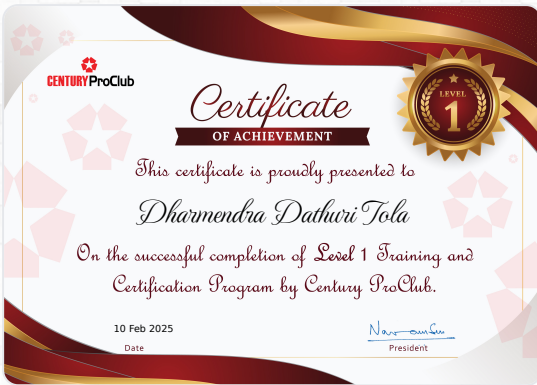 CENTURY ProClub
LEVEL
1
Certificate
OF ACHIEVEMENT
This certificate is proudly presented to
Dharmendra Dathuri Tola
On the successful completion of Level 1 Training and
Certification Program by Century ProClub.
10 Feb 2025
Date
President